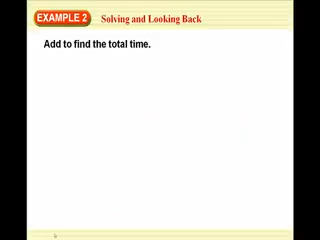 EXAMPLE 2 Solving and Looking Back
Add to find the total time.